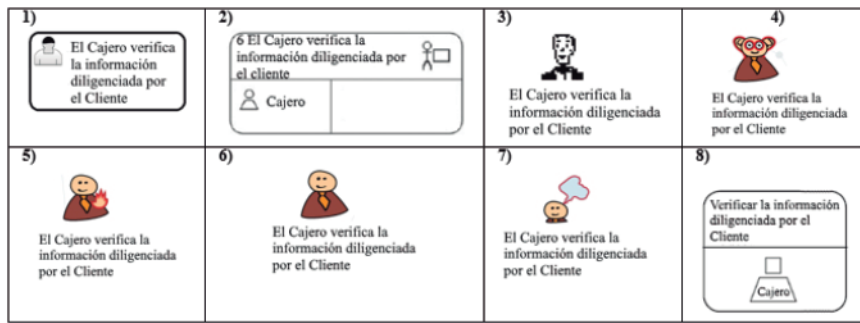 1)
El Cajero verifica
la información
diligenciada por
el Cliente
2)
6 El Cajero verifica la
información diligenciada por
el cliente
Cajero
3)
El Cajero verifica la
información diligenciada
por el Cliente
4)
El Cajero verifica la
información diligenciada
por el Cliente
5)
El Cajero verifica la
información diligenciada
por el Cliente
6)
El Cajero verifica la
información diligenciada
por el Cliente
7)
El Cajero verifica la
información diligenciada
por el Cliente
8)
Verificar la información
diligenciada por el
Cliente
Cajero